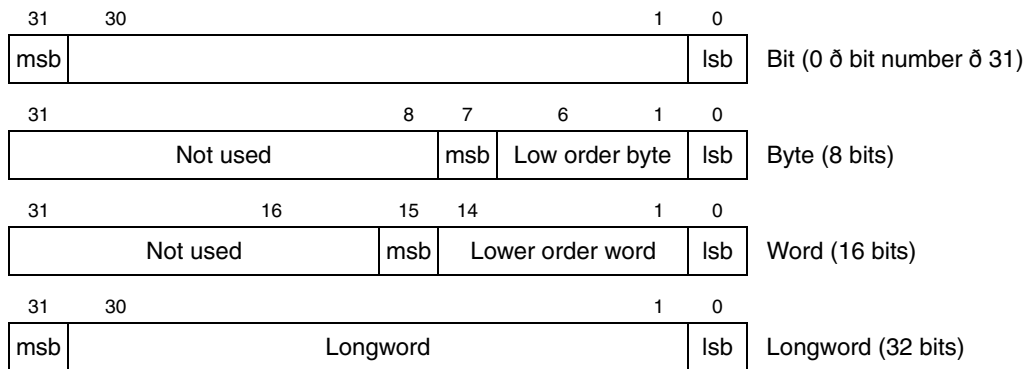 31 30 1 0
msb lsb Bit (0 ð bit number ð 31)
31 8 7 6 1 0
Not used msb Low order byte lsb Byte (8 bits)
31 16 15 14 1 0
Not used msb Lower order word lsb Word (16 bits)
31 30 1 0
msb Longword lsb Longword (32 bits)